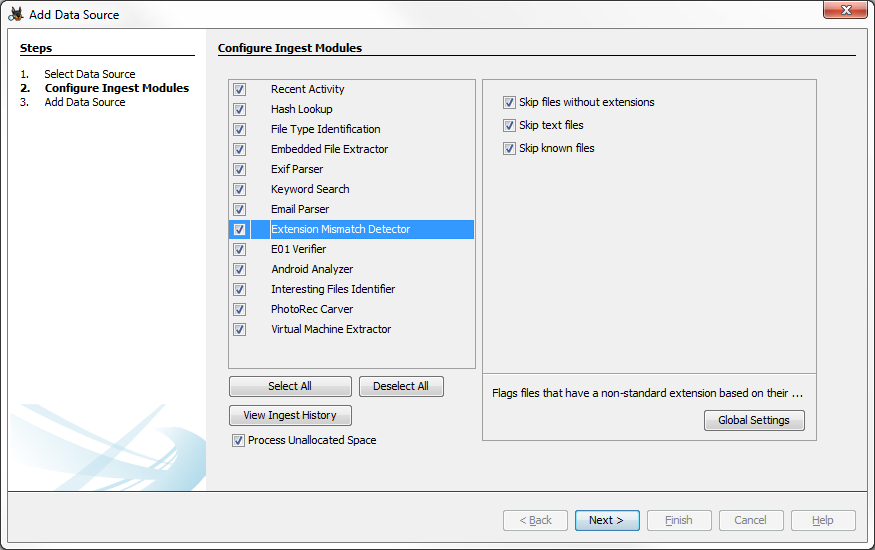 Add Data Source
Steps
1. Select Data Source
2. Configure Ingest Modules
3. Add Data Source
Configure Ingest Modules
Recent Activity
Hash Lookup
File Type Identification
Embedded File Extractor
Exif Parser
Keyword Search
Email Parser
Extension Mismatch Detector
E01 Verifier
Android Analyzer
Interesting Files Identifier
PhotoRec Carver
Virtual Machine Extractor
Select All
Deselect All
View Ingest History
Process Unallocated Space
Skip files without extensions
Skip text files
Skip known files
Flags files that have a non-standard extension based on their ...
Global Settings
< Back
Next >
Finish
Cancel
Help